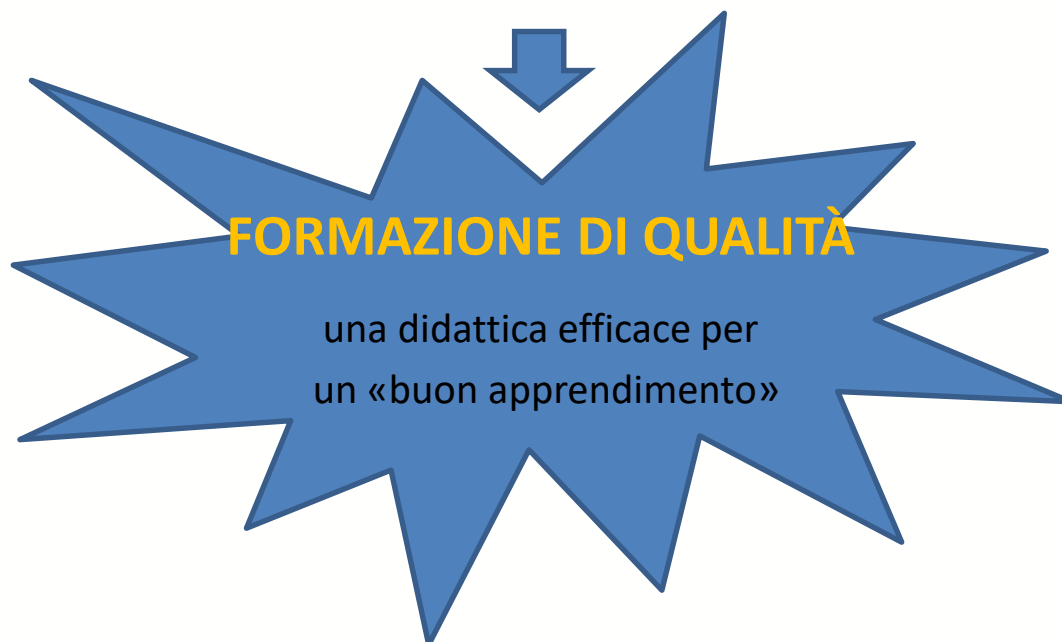 FORMAZIONE DI QUALITÀ
una didattica efficace per
un «buon apprendimento»